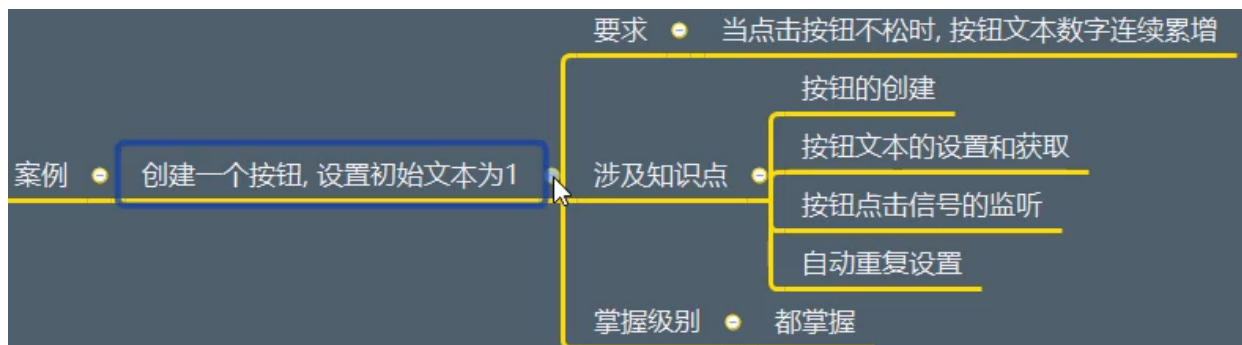 要求
当点击按钮不松时, 按钮文本数字连续累增
按钮的创建
案例
创建一个按钮, 设置初始文本为1
涉及知识点
按钮文本的设置和获取
按钮点击信号的监听
自动重复设置
掌握级别
都掌握